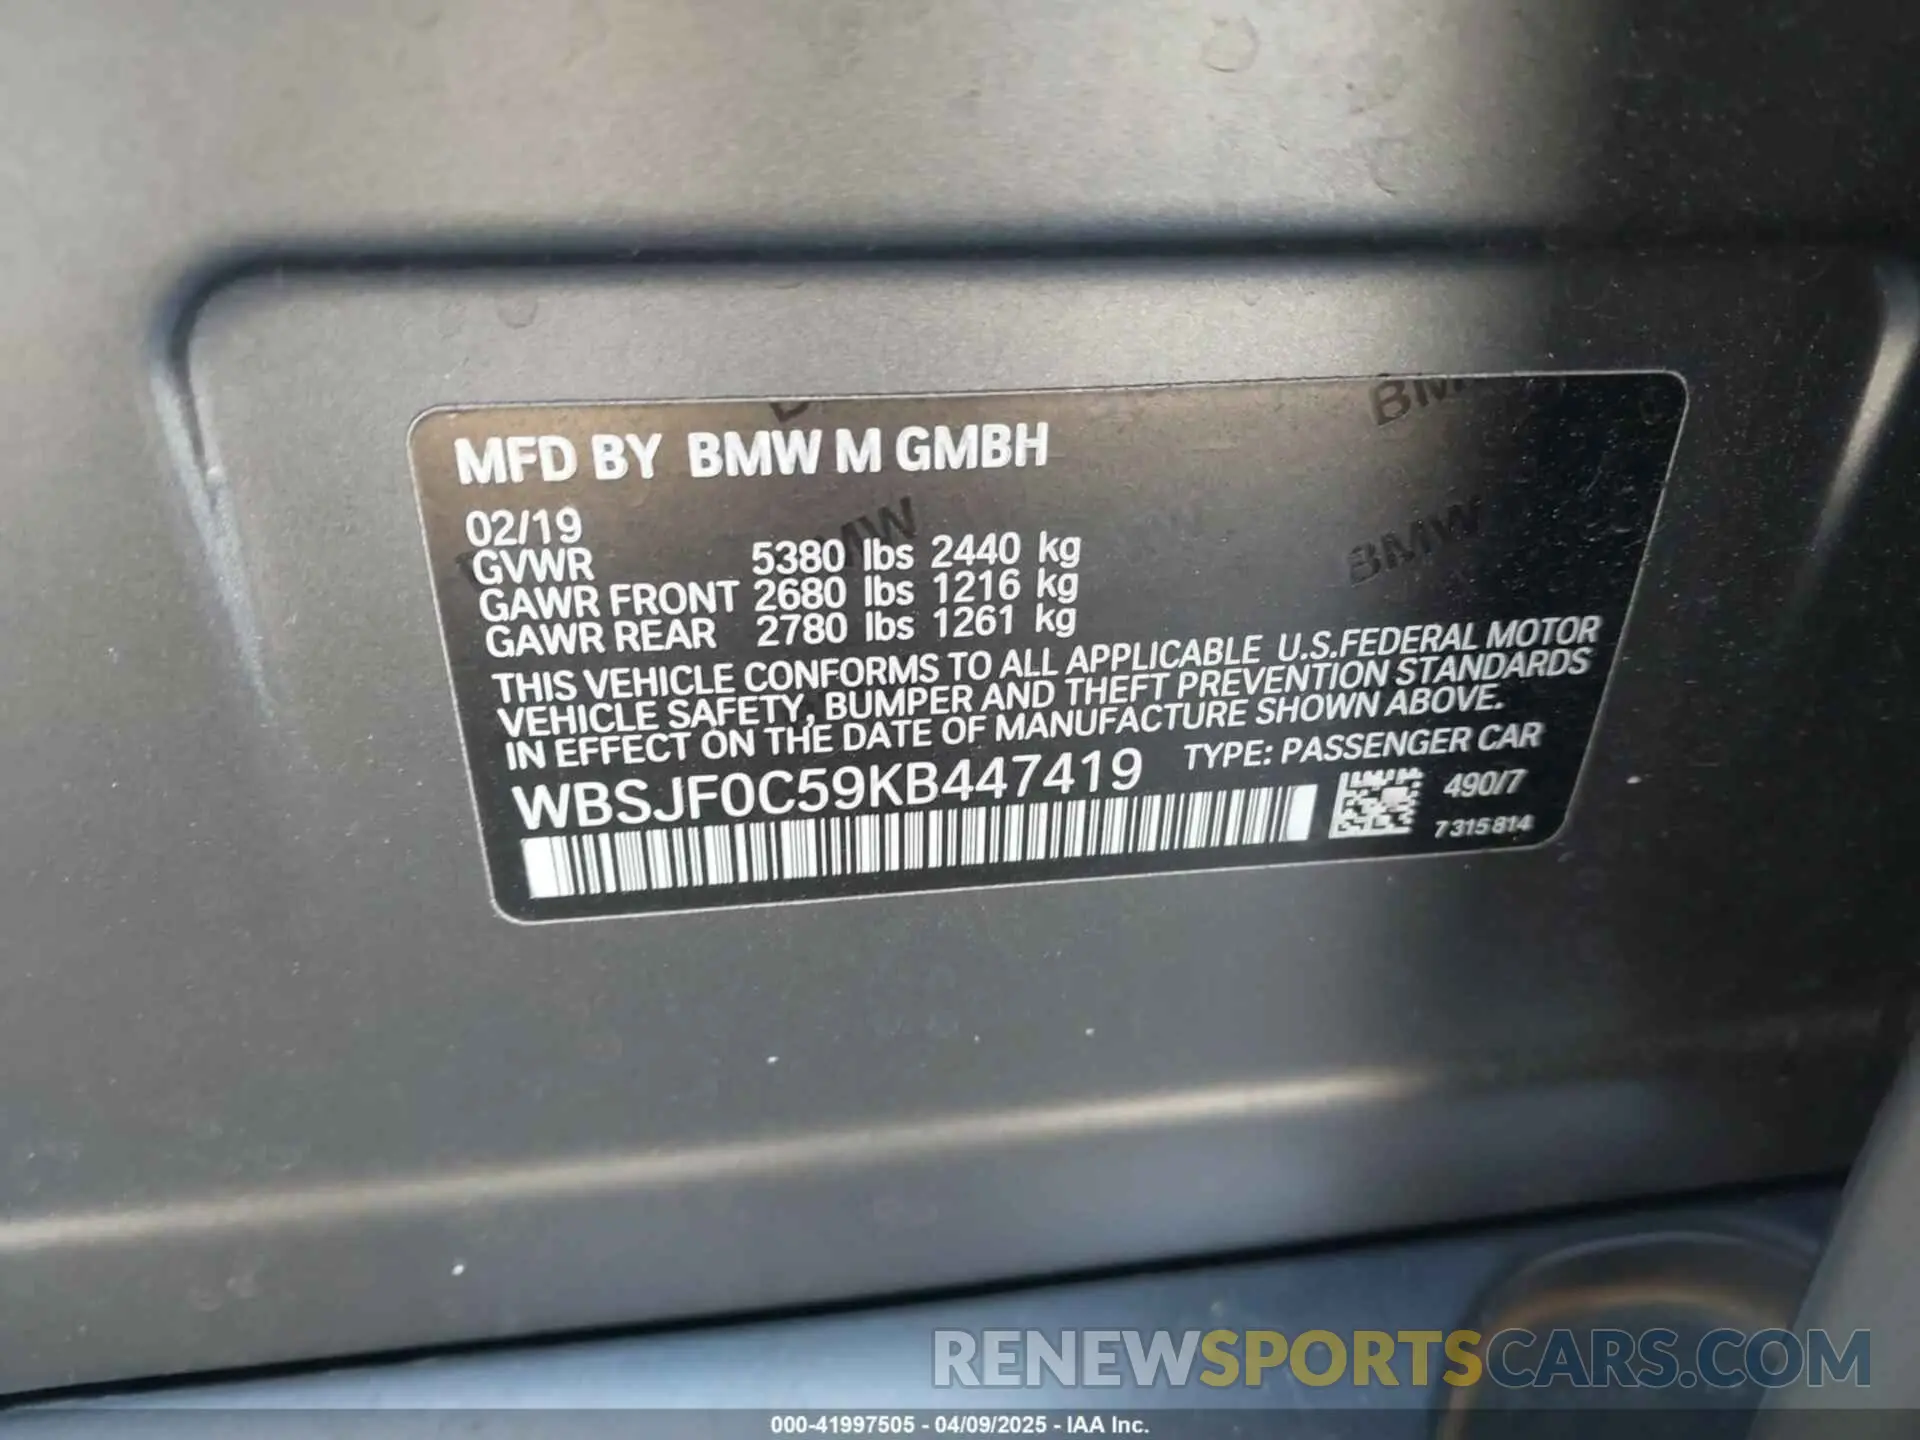 MFD BY BMW M GMBH
02/19
GVWR 5380 lbs 2440 kg
GAWR FRONT 2680 lbs 1216 kg
GAWR REAR 2780 lbs 1261 kg
THIS VEHICLE CONFORMS TO ALL APPLICABLE U.S.FEDERAL MOTOR
VEHICLE SAFETY, BUMPER AND THEFT PREVENTION STANDARDS
IN EFFECT ON THE DATE OF MANUFACTURE SHOWN ABOVE.
WBSJF0C59KB447419 TYPE: PASSENGER CAR
490/7
7315814
BMW
BMW
RENEWSPORTSCARS.COM
000-41997505 - 04/09/2025 - IAA Inc.